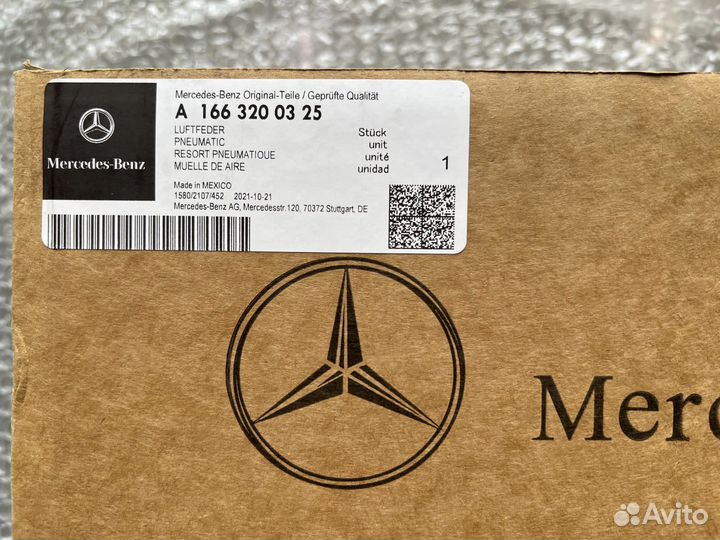 Mercedes-Benz Original-Teile / Geprüfte Qualität
A 166 320 03 25
LUFTFEDER Stück
PNEUMATIC unit
RESORT PNEUMATIQUE unité
MUELLE DE AIRE unidad 1
Mercedes-Benz
Made in MEXICO
1580/2107/452 2021-10-21
Mercedes-Benz AG, Mercedesstr.120, 70372 Stuttgart, DE
Merc
Avito